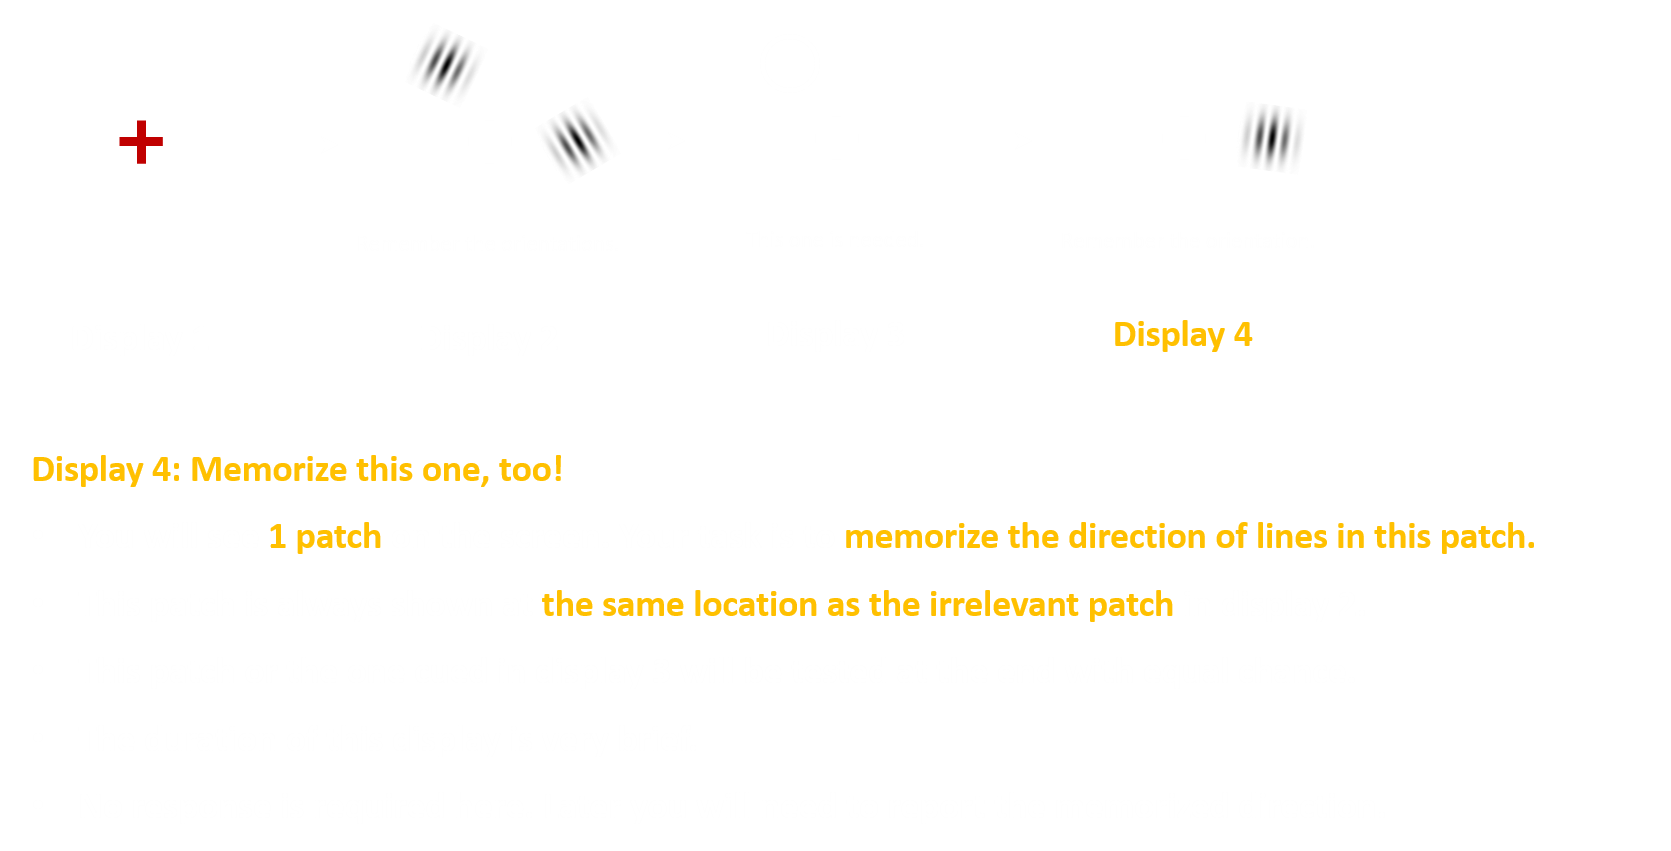 Display 4
Display 4: Memorize this one, too!
1 patch memorize the direction of lines in this patch.
the same location as the irrelevant patch